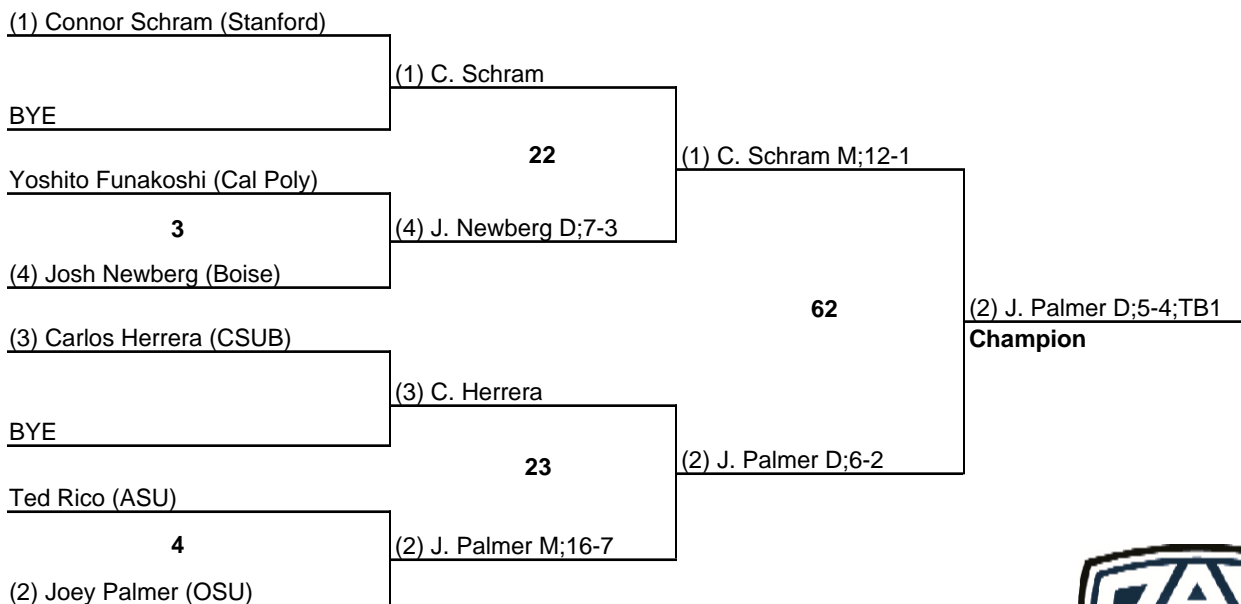 (1) Connor Schram (Stanford)
(1) C. Schram
BYE
22
(1) C. Schram M;12-1
Yoshito Funakoshi (Cal Poly)
3
(4) J. Newberg D;7-3
(4) Josh Newberg (Boise)
62
(2) J. Palmer D;5-4;TB1
Champion
(3) Carlos Herrera (CSUB)
(3) C. Herrera
BYE
23
(2) J. Palmer D;6-2
Ted Rico (ASU)
4
(2) J. Palmer M;16-7
(2) Joey Palmer (OSU)